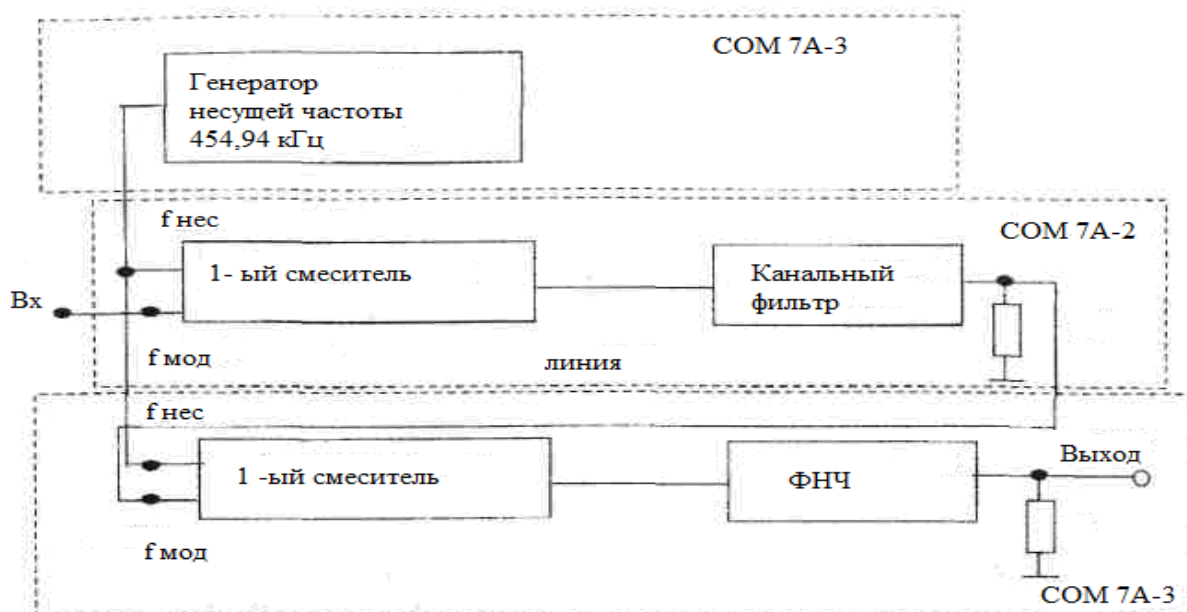 СОМ 7А-3
Генератор
несущей частоты
454,94 кГц
f нес
СОМ 7А-2
1- ый смеситель
Канальный
фильтр
Вх
f мод
линия
f нес
1 -ый смеситель
ФНЧ
Выход
f мод
СОМ 7А-3